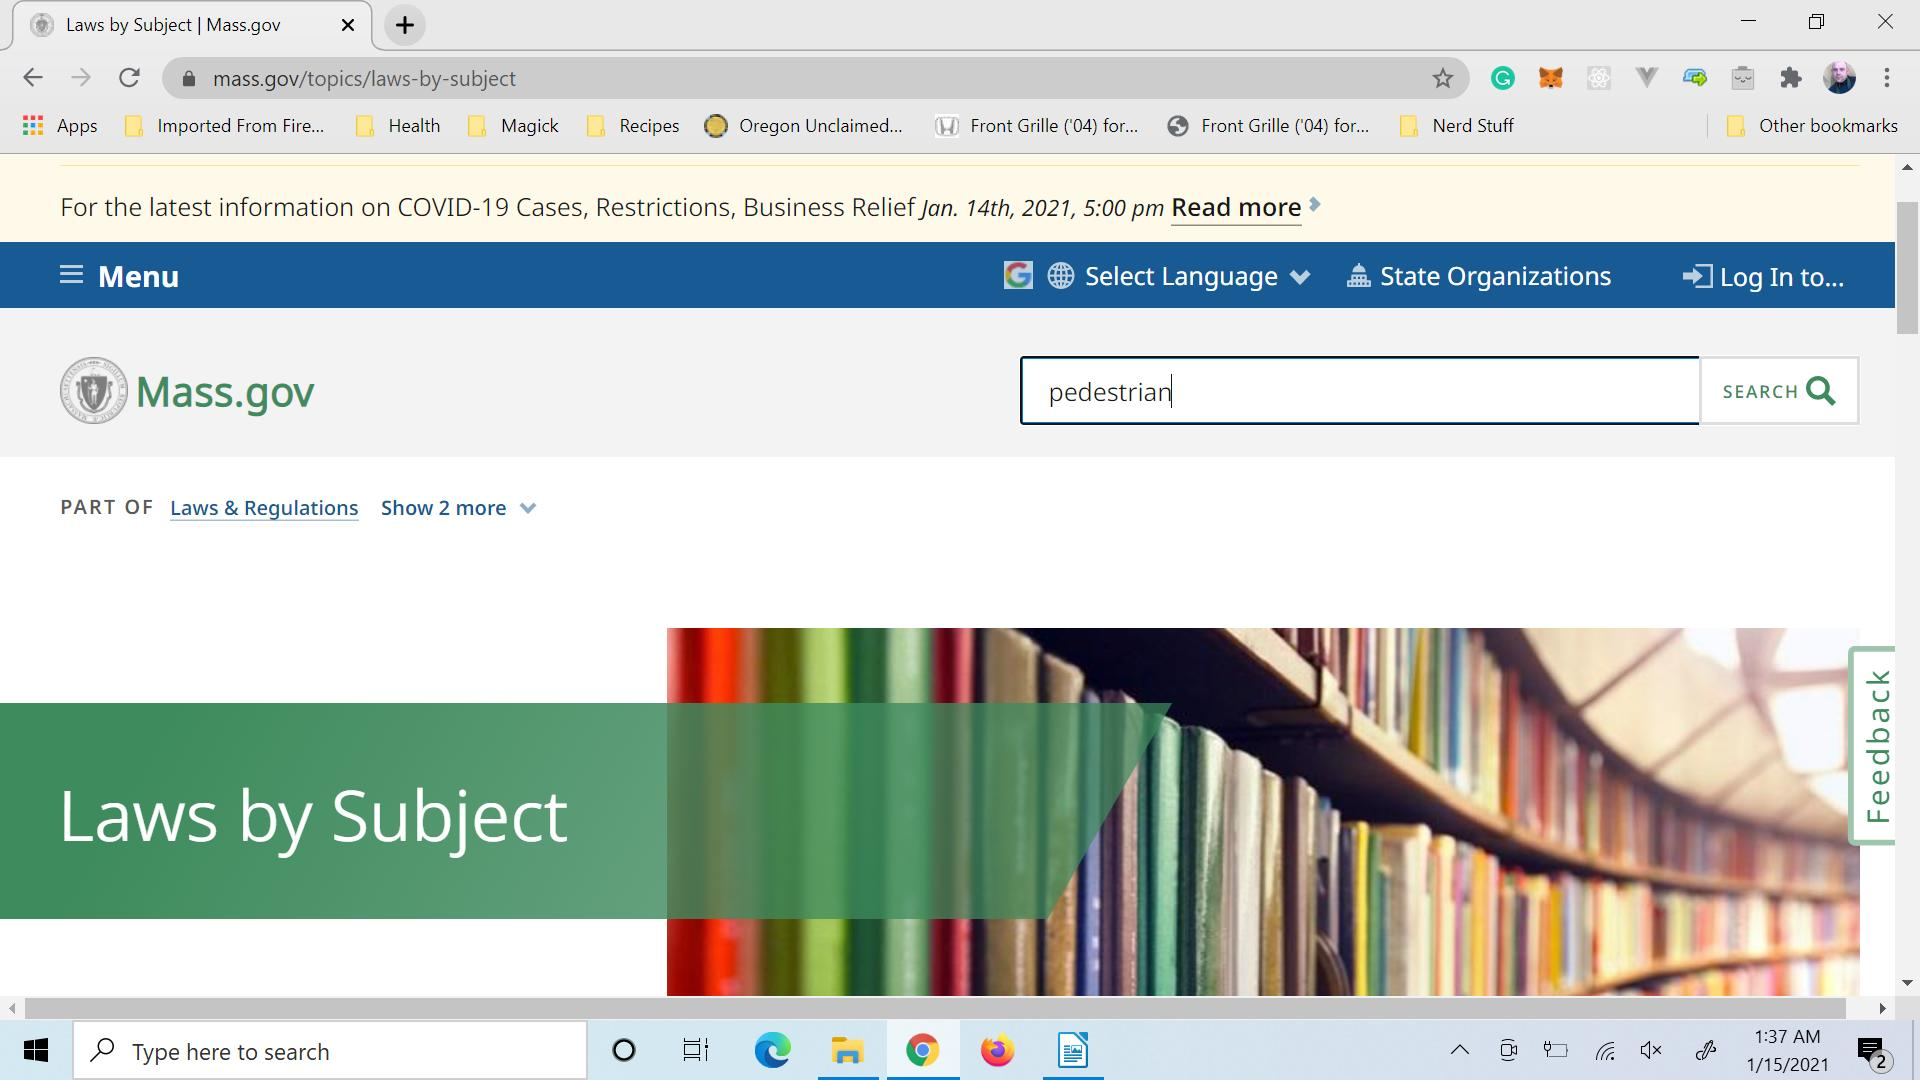 Laws by Subject | Mass.gov
mass.gov/topics/laws-by-subject
Apps Imported From Fire... Health Magick Recipes Oregon Unclaimed... Front Grille ('04) for... Front Grille ('04) for... Nerd Stuff Other bookmarks
For the latest information on COVID-19 Cases, Restrictions, Business Relief Jan. 14th, 2021, 5:00 pm Read more
Menu Select Language State Organizations Log In to...
Mass.gov pedestrian SEARCH
PART OF Laws & Regulations Show 2 more
Feedback
Laws by Subject
Type here to search
1:37 AM
1/15/2021
2